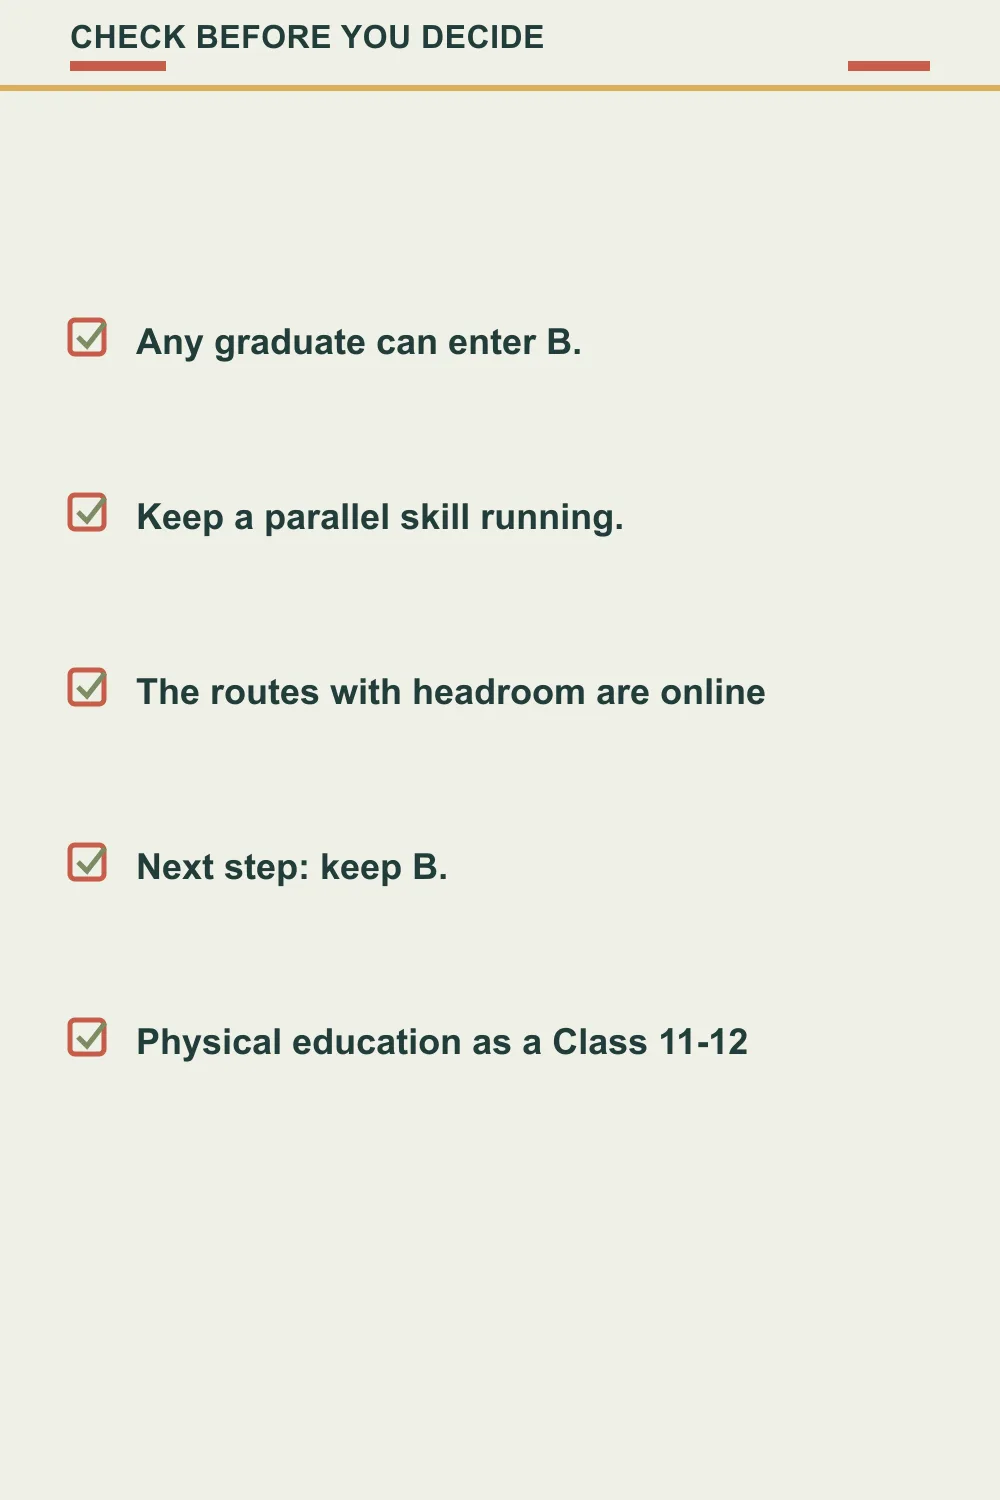 CHECK BEFORE YOU DECIDE
Any graduate can enter B.
Keep a parallel skill running.
The routes with headroom are online
Next step: keep B.
Physical education as a Class 11-12